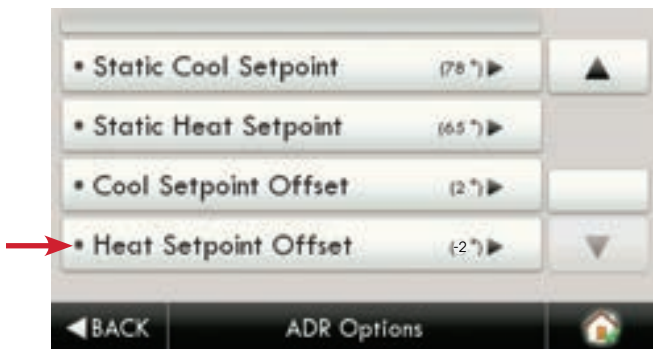 • Static Cool Setpoint (78 °)▶
• Static Heat Setpoint (65 °)▶
• Cool Setpoint Offset (2 °)▶
• Heat Setpoint Offset (-2 °)▶
◀BACK ADR Options